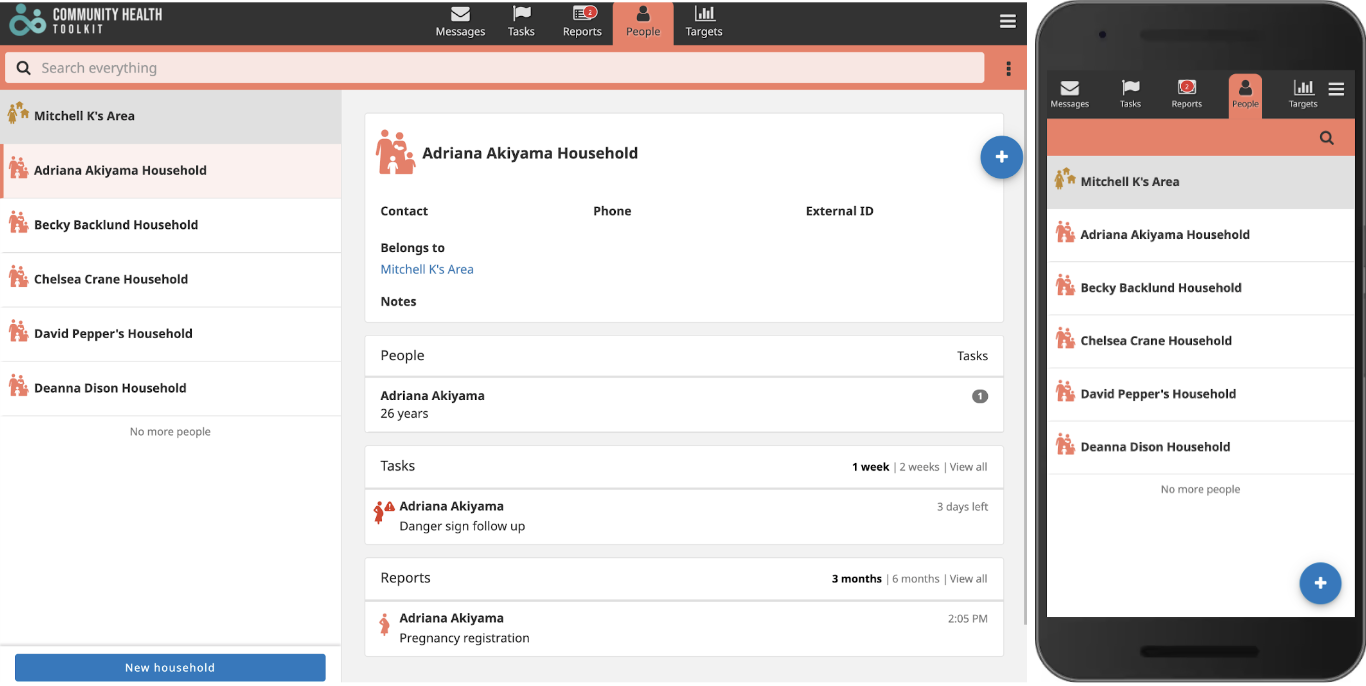 COMMUNITY HEALTH
TOOLKIT
Messages
Tasks
Reports
2
People
Targets
Search everything
Mitchell K's Area
Adriana Akiyama Household
Becky Backlund Household
Chelsea Crane Household
David Pepper's Household
Deanna Dison Household
No more people
New household
Adriana Akiyama Household
+
Contact Phone External ID
Belongs to
Mitchell K's Area
Notes
People Tasks
Adriana Akiyama 1
26 years
Tasks 1 week | 2 weeks | View all
Adriana Akiyama 3 days left
Danger sign follow up
Reports 3 months | 6 months | View all
Adriana Akiyama 2:05 PM
Pregnancy registration
Messages
Tasks
Reports
2
People
Targets
Mitchell K's Area
Adriana Akiyama Household
Becky Backlund Household
Chelsea Crane Household
David Pepper's Household
Deanna Dison Household
No more people
+